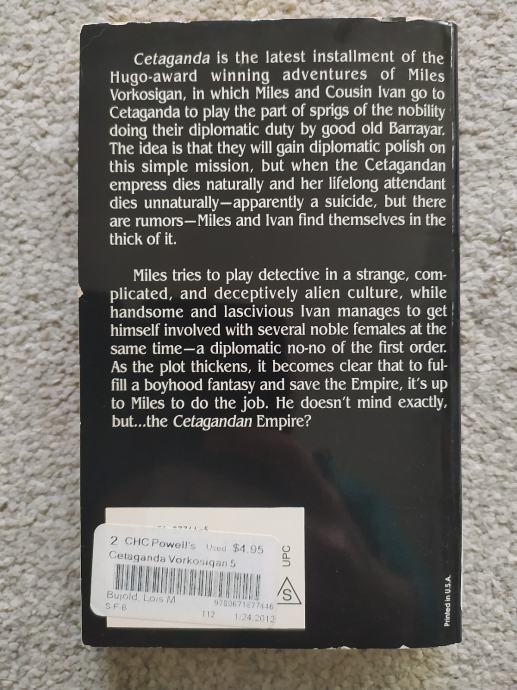 Cetaganda is the latest installment of the
Hugo-award winning adventures of Miles
Vorkosigan, in which Miles and Cousin Ivan go to
Cetaganda to play the part of sprigs of the nobility
doing their diplomatic duty by good old Barrayar.
The idea is that they will gain diplomatic polish on
this simple mission, but when the Cetagandan
empress dies naturally and her lifelong attendant
dies unnaturally—apparently a suicide, but there
are rumors—Miles and Ivan find themselves in the
thick of it.
Miles tries to play detective in a strange, com-
plicated, and deceptively alien culture, while
handsome and lascivious Ivan manages to get
himself involved with several noble females at the
same time—a diplomatic no-no of the first order.
As the plot thickens, it becomes clear that to ful-
fill a boyhood fantasy and save the Empire, it's up
to Miles to do the job. He doesn't mind exactly,
but...the Cetagandan Empire?
2 CHC Powell's Used $4.95
Cetaganda Vorkosigan 5
Bujold, Lois M
9780671877446
S-F-B
112 1/24/2012
UPC
S
Printed in U.S.A.